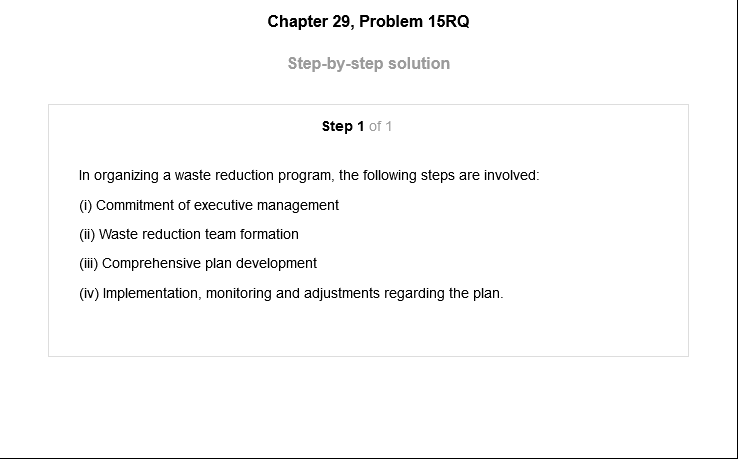 Chapter 29, Problem 15RQ
Step-by-step solution
Step 1 of 1
In organizing a waste reduction program, the following steps are involved:
(i) Commitment of executive management
(ii) Waste reduction team formation
(iii) Comprehensive plan development
(iv) Implementation, monitoring and adjustments regarding the plan.